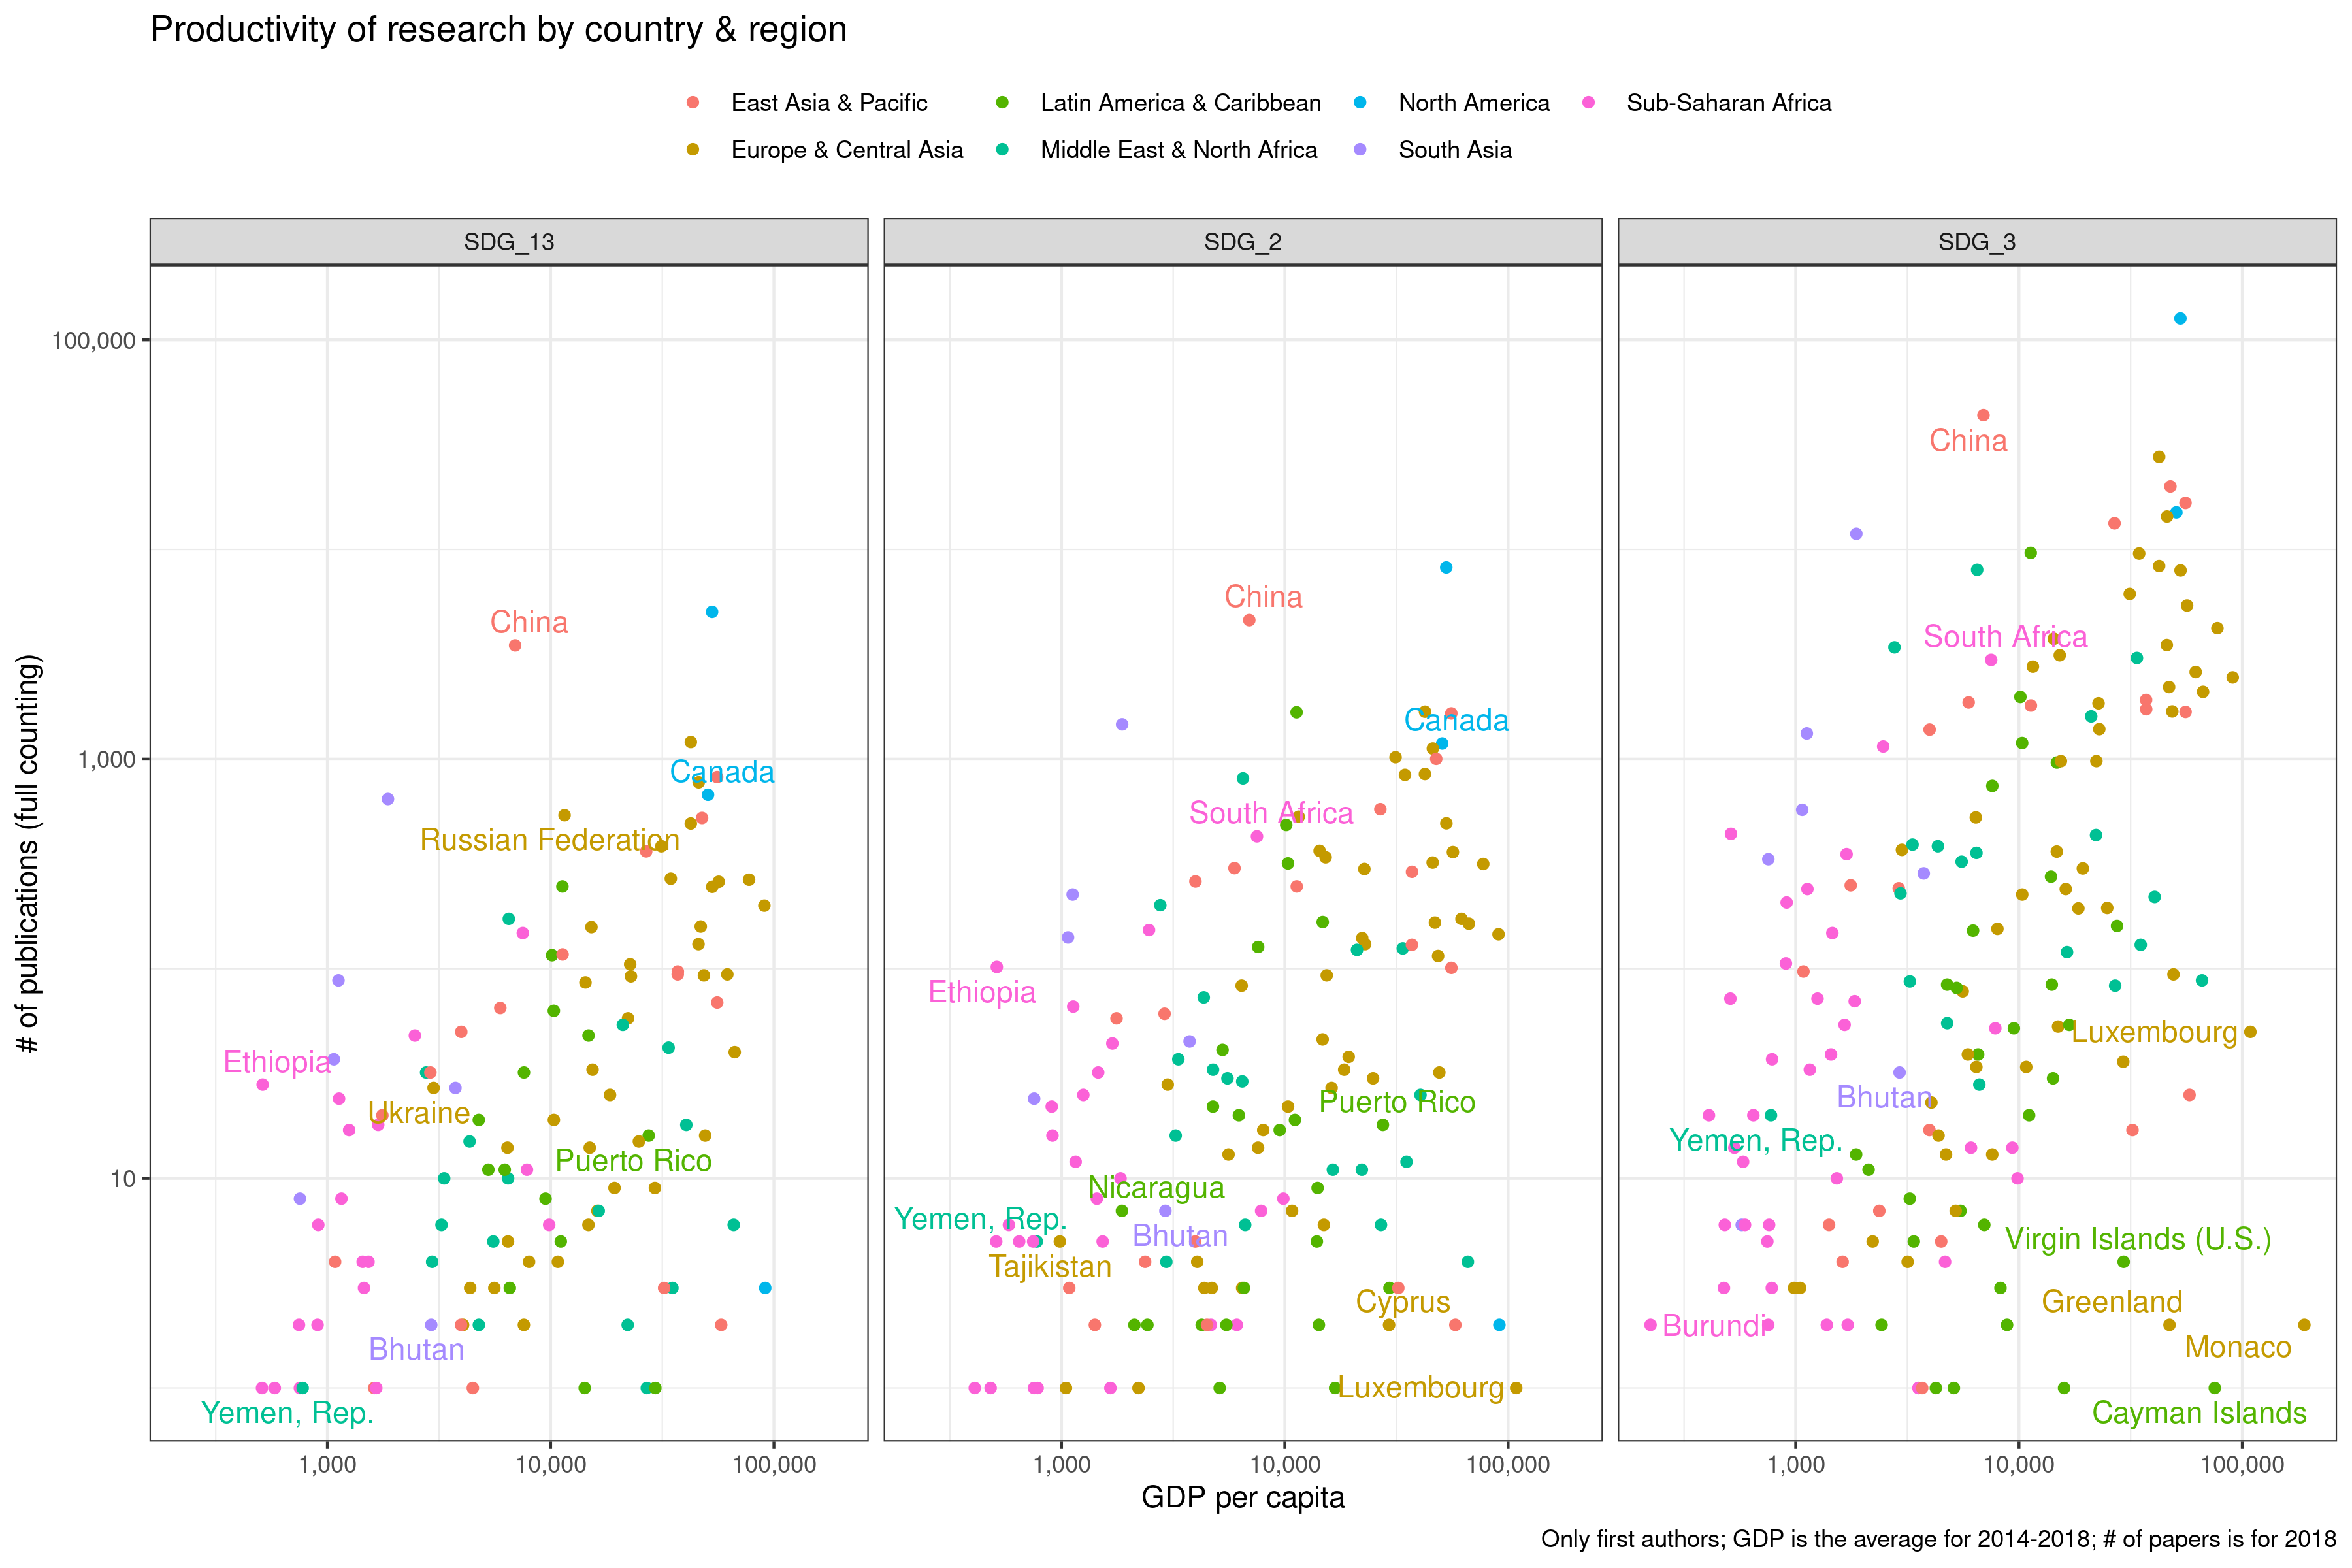 Productivity of research by country & region
East Asia & Pacific
Latin America & Caribbean
North America
Sub-Saharan Africa
Europe & Central Asia
Middle East & North Africa
South Asia
SDG_13
SDG_2
SDG_3
# of publications (full counting)
100,000
1,000
10
China
Canada
Russian Federation
Ethiopia
Ukraine
Puerto Rico
Bhutan
Yemen, Rep.
China
Canada
South Africa
Ethiopia
Puerto Rico
Nicaragua
Yemen, Rep.
Bhutan
Tajikistan
Cyprus
Luxembourg
China
South Africa
Luxembourg
Bhutan
Yemen, Rep.
Virgin Islands (U.S.)
Greenland
Burundi
Monaco
Cayman Islands
1,000
10,000
100,000
1,000
10,000
100,000
1,000
10,000
100,000
GDP per capita
Only first authors; GDP is the average for 2014-2018; # of papers is for 2018